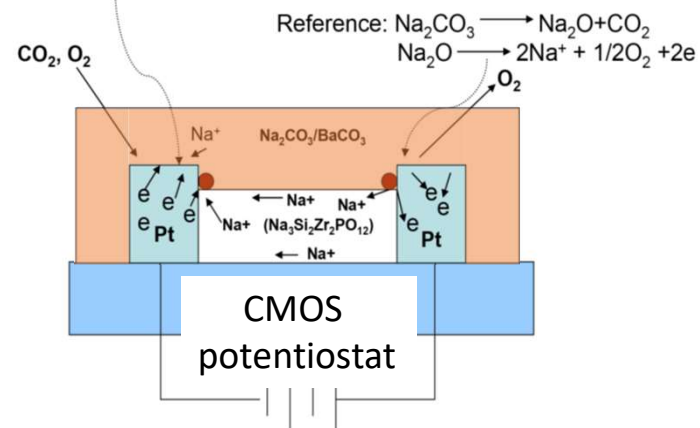 Reference: Na₂CO₃ → Na₂O+CO₂
Na₂O → 2Na⁺ + 1/2O₂ +2e
CO₂, O₂
O₂
Na⁺
Na₂CO₃/BaCO₃
e e e e Pt
Na+ Na+
Na+ (Na₃Si₂Zr₂PO₁₂)
Na+
e e e Pt
CMOS
potentiostat